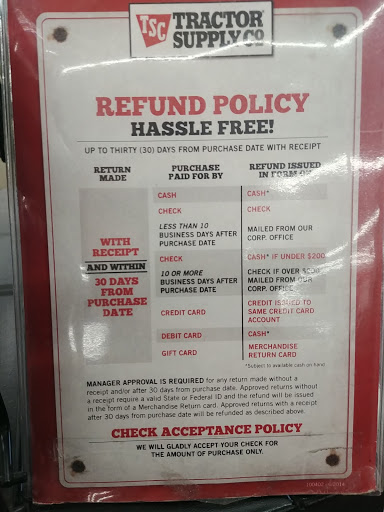 TSC TRACTOR
SUPPLY CO
REFUND POLICY
HASSLE FREE!
UP TO THIRTY (30) DAYS FROM PURCHASE DATE WITH RECEIPT
RETURN MADE
PURCHASE PAID FOR BY
REFUND ISSUED IN FORM OF
WITH RECEIPT
AND WITHIN
30 DAYS
FROM
PURCHASE
DATE
CASH
CASH*
CHECK
CHECK
LESS THAN 10
BUSINESS DAYS AFTER
PURCHASE DATE
MAILED FROM OUR
CORP. OFFICE
CHECK
CASH* IF UNDER $200
10 OR MORE
BUSINESS DAYS AFTER
PURCHASE DATE
CHECK IF OVER
MAILED FROM OUR
CORP. OFFICE
CREDIT CARD
CREDIT ISSUED TO
SAME CREDIT CARD
ACCOUNT
DEBIT CARD
CASH*
GIFT CARD
MERCHANDISE
RETURN CARD
*Subject to available cash on hand
MANAGER APPROVAL IS REQUIRED for any return made without a
receipt and/or after 30 days from purchase date. Approved returns without
a receipt require a valid State or Federal ID and the refund will be issued
in the form of a Merchandise Return card. Approved returns with a receipt
after 30 days from purchase date will be refunded as described above.
CHECK ACCEPTANCE POLICY
WE WILL GLADLY ACCEPT YOUR CHECK FOR
THE AMOUNT OF PURCHASE ONLY.